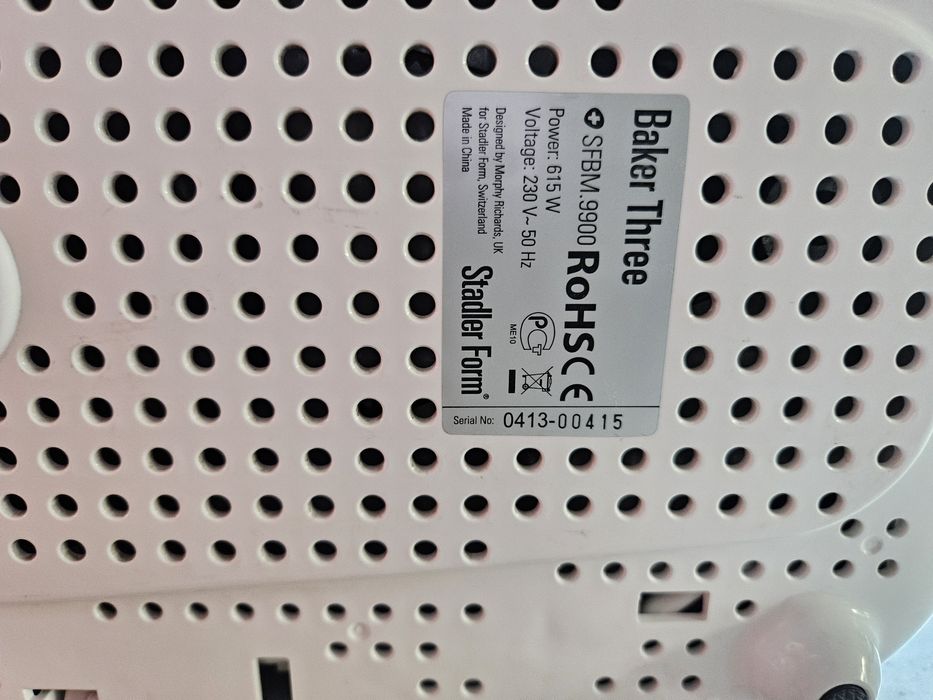 Baker Three
SFBM.9900 RoHS CE
Power: 615 W
Voltage: 230 V~ 50 Hz
PCT
ME10
Designed by Morphy Richards, UK
for Stadler Form, Switzerland
Made in China
Stadler Form®
Serial No: 0413-00415